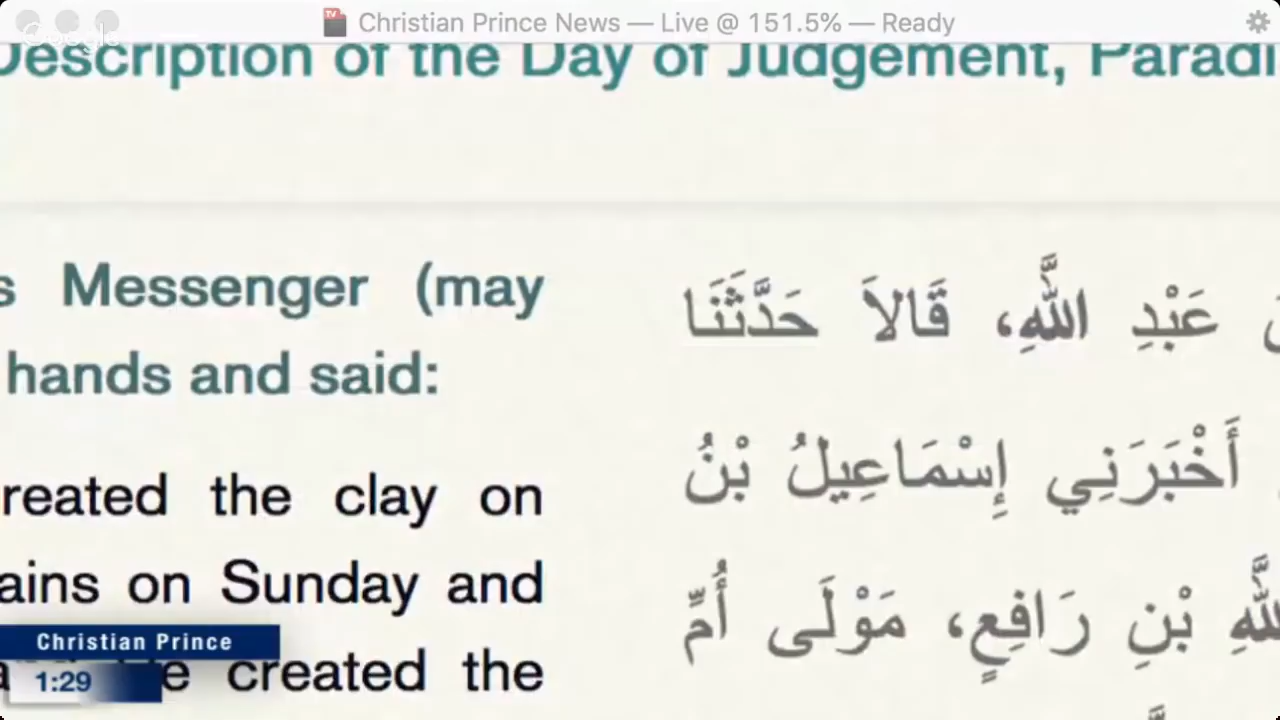 Christian Prince News — Live @ 151.5% — Ready
Google
Description of the Day of Judgement, Paradi
s Messenger (may
hands and said:
reated the clay on
ains on Sunday and
e created the
عَبْدِ اللَّهِ، قَالاَ حَدَّثَنَا
أَخْبَرَنِي إِسْمَاعِيلُ بْنُ
اللَّهِ بْنِ رَافِعٍ، مَوْلَى أُمِّ
Christian Prince
1:29